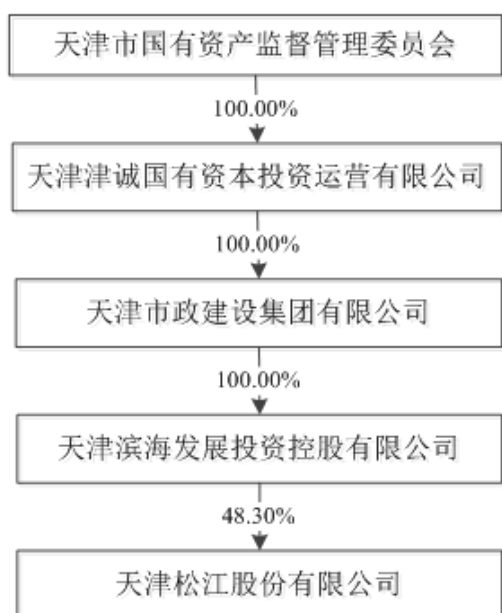 天津市国有资产监督管理委员会
100.00%
天津津诚国有资本投资运营有限公司
100.00%
天津市政建设集团有限公司
100.00%
天津滨海发展投资控股有限公司
48.30%
天津松江股份有限公司